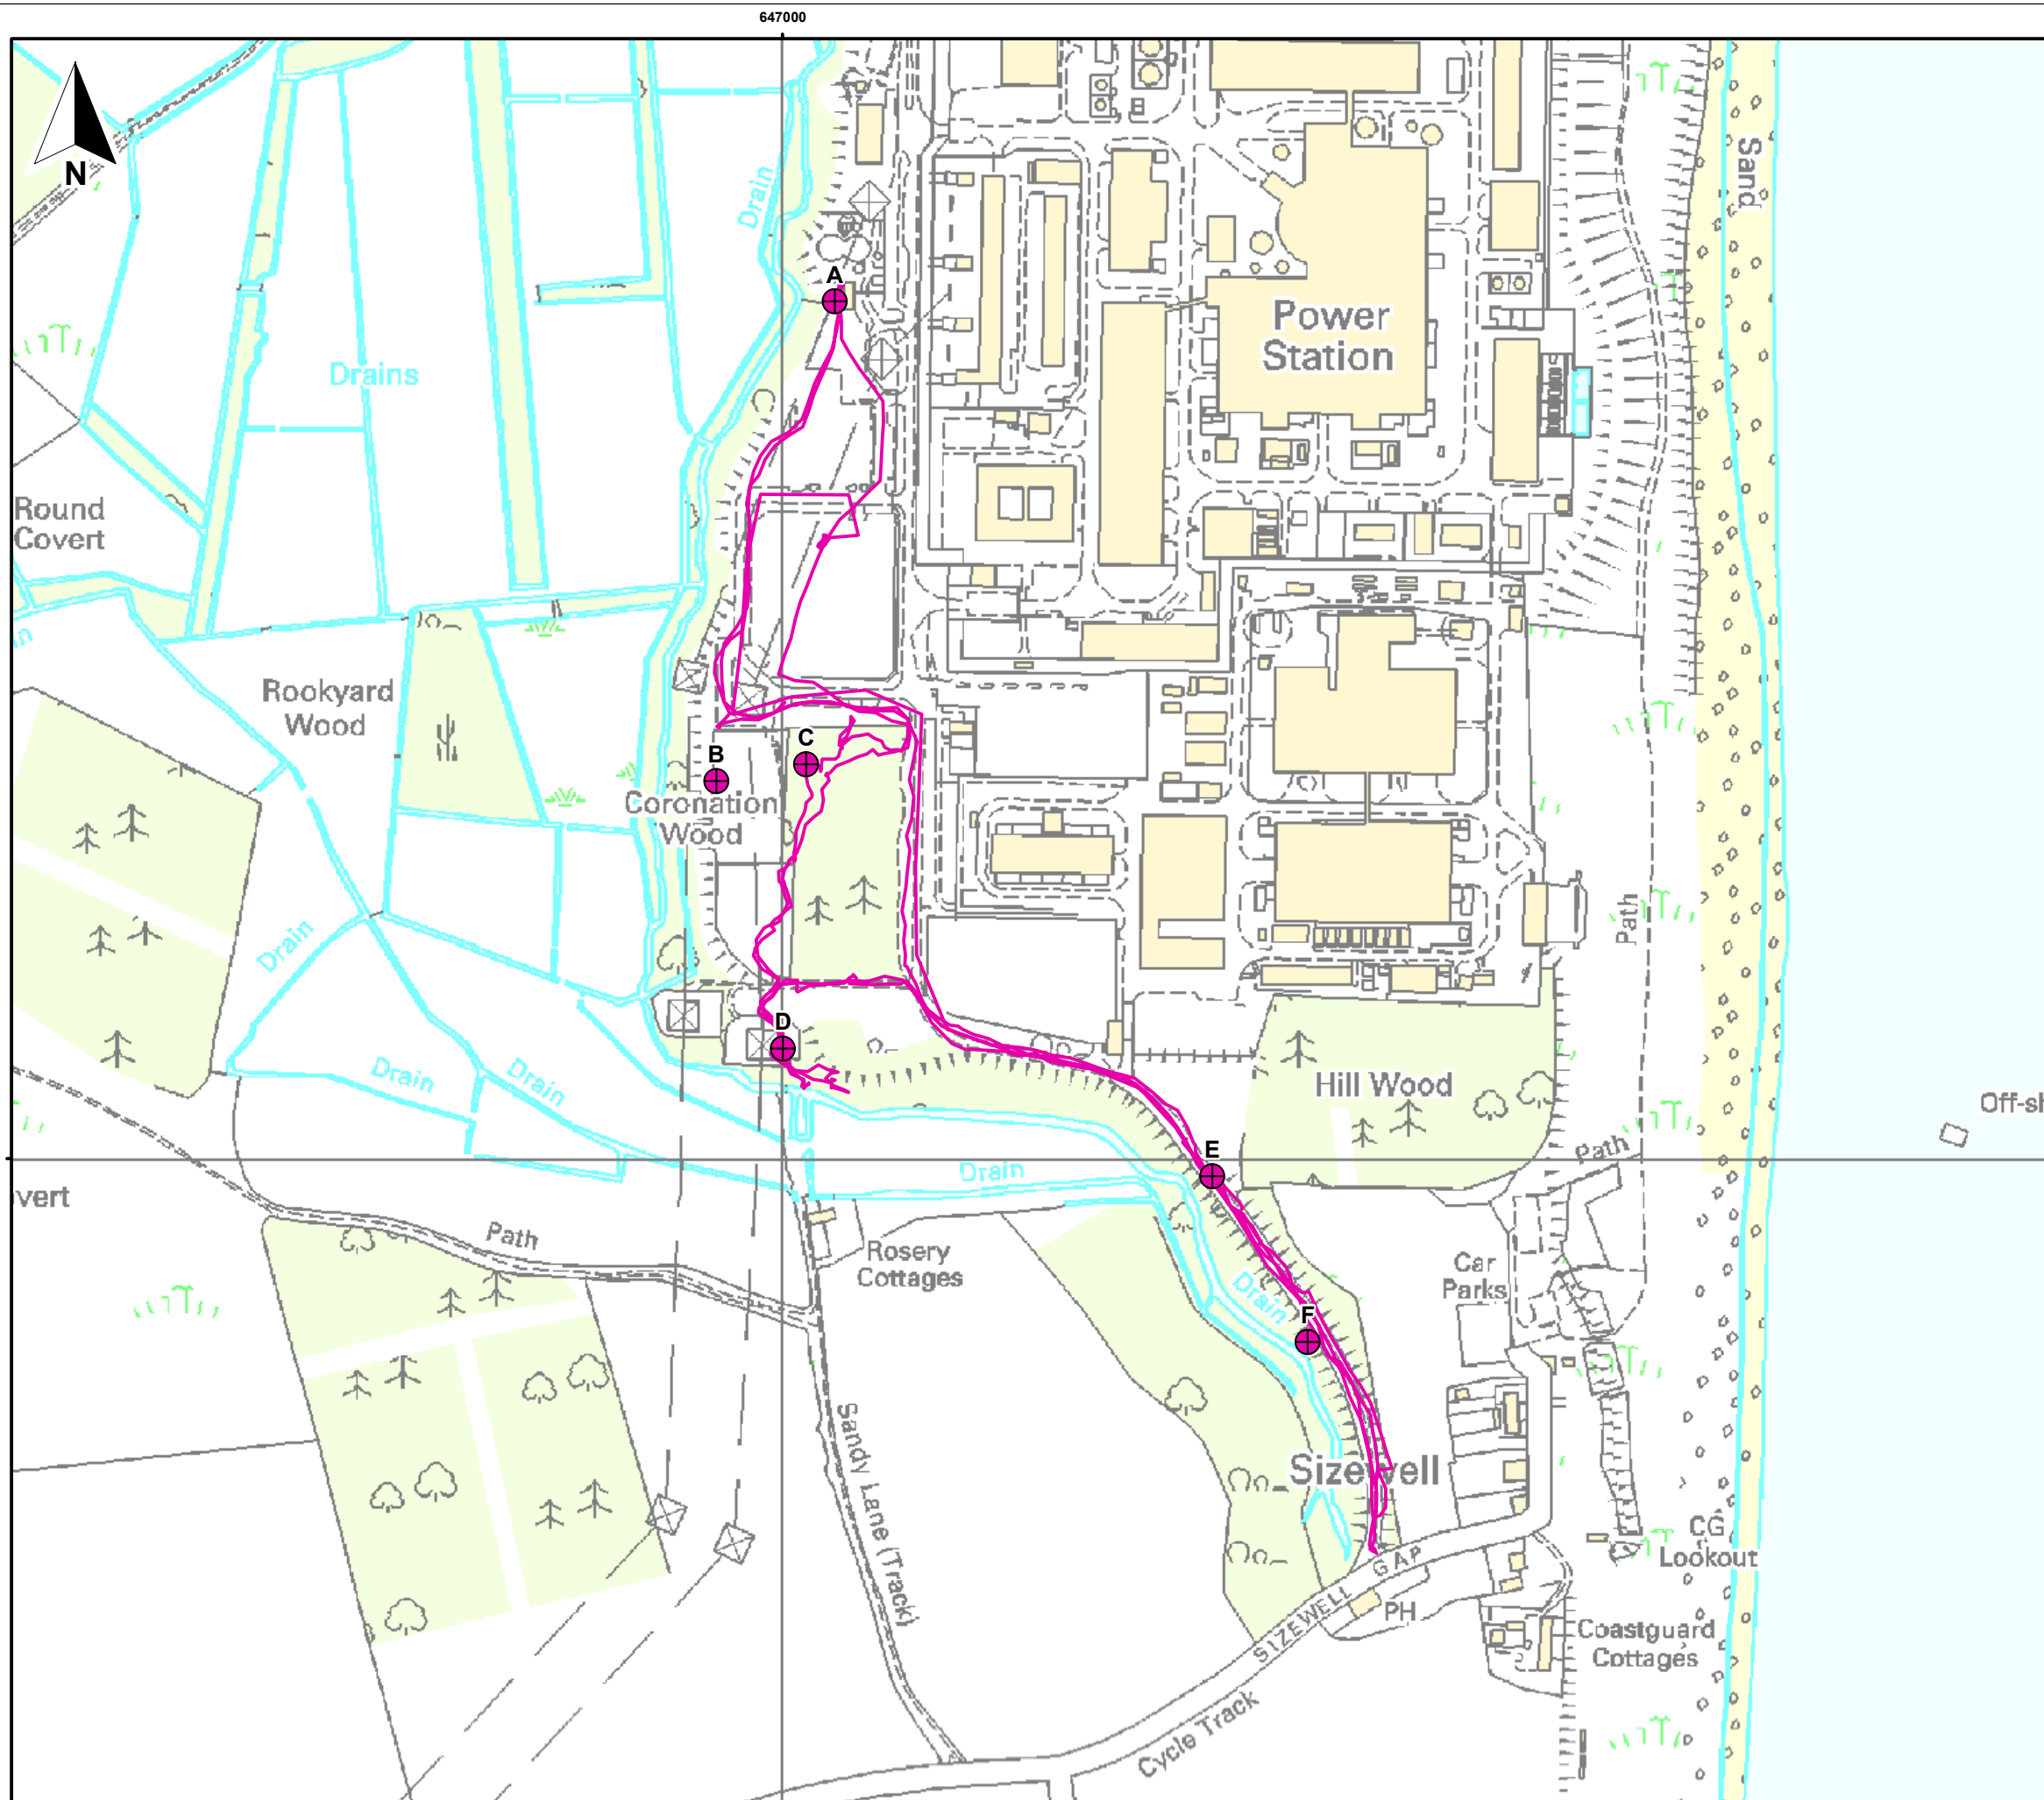 647000
N
Drain
Sand
A
Power
Station
Drains
Round
Covert
Rookyard
Wood
B
C
Coronation
Wood
Path
Drain
D
Hill Wood
Drain
Drain
Off-sh
Path
E
Drain
vert
Path
Rosery
Cottages
Car
Parks
Drain
F
Sandy Lane (Track)
Sizewell
CG
Lookout
SIZEWELL GAP
PH
Coastguard
Cottages
Cycle Track